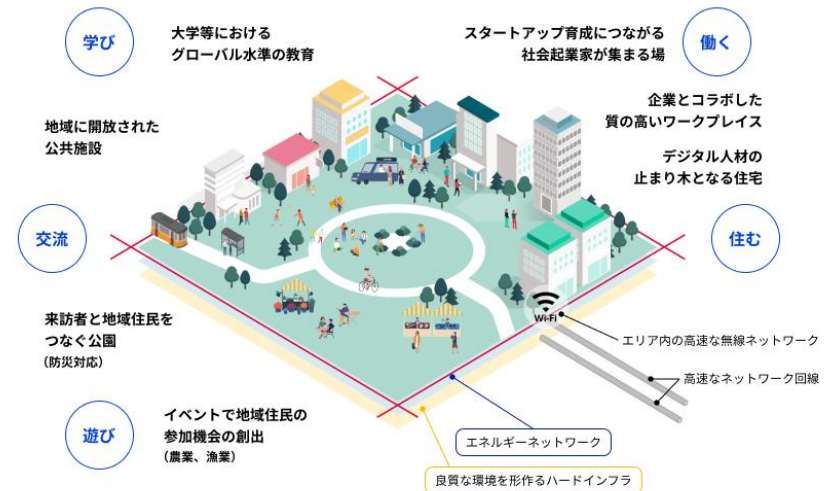 学び
大学等における
グローバル水準の教育
スタートアップ育成につながる
社会起業家が集まる場
働く
地域に開放された
公共施設
企業とコラボした
質の高いワークプレイス
デジタル人材の
止まり木となる住宅
交流
住む
来訪者と地域住民を
つなぐ公園
(防災対応)
Wi-Fi
エリア内の高速な無線ネットワーク
高速なネットワーク回線
遊び
イベントで地域住民の
参加機会の創出
(農業、漁業)
エネルギーネットワーク
良質な環境を形作るハードインフラ